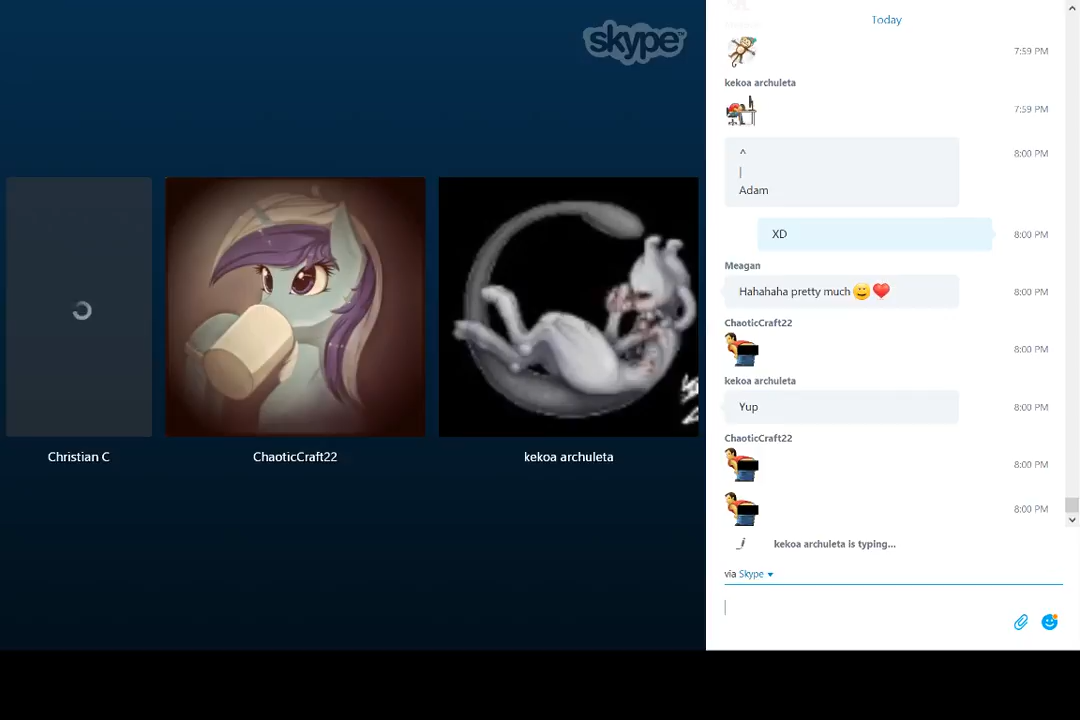 skype
Christian C
ChaoticCraft22
kekoa archuleta
Today
7:59 PM
kekoa archuleta
7:59 PM
^
8:00 PM
|
Adam
XD
8:00 PM
Meagan
Hahahaha pretty much
8:00 PM
ChaoticCraft22
8:00 PM
kekoa archuleta
Yup
8:00 PM
ChaoticCraft22
8:00 PM
8:00 PM
kekoa archuleta is typing...
via Skype